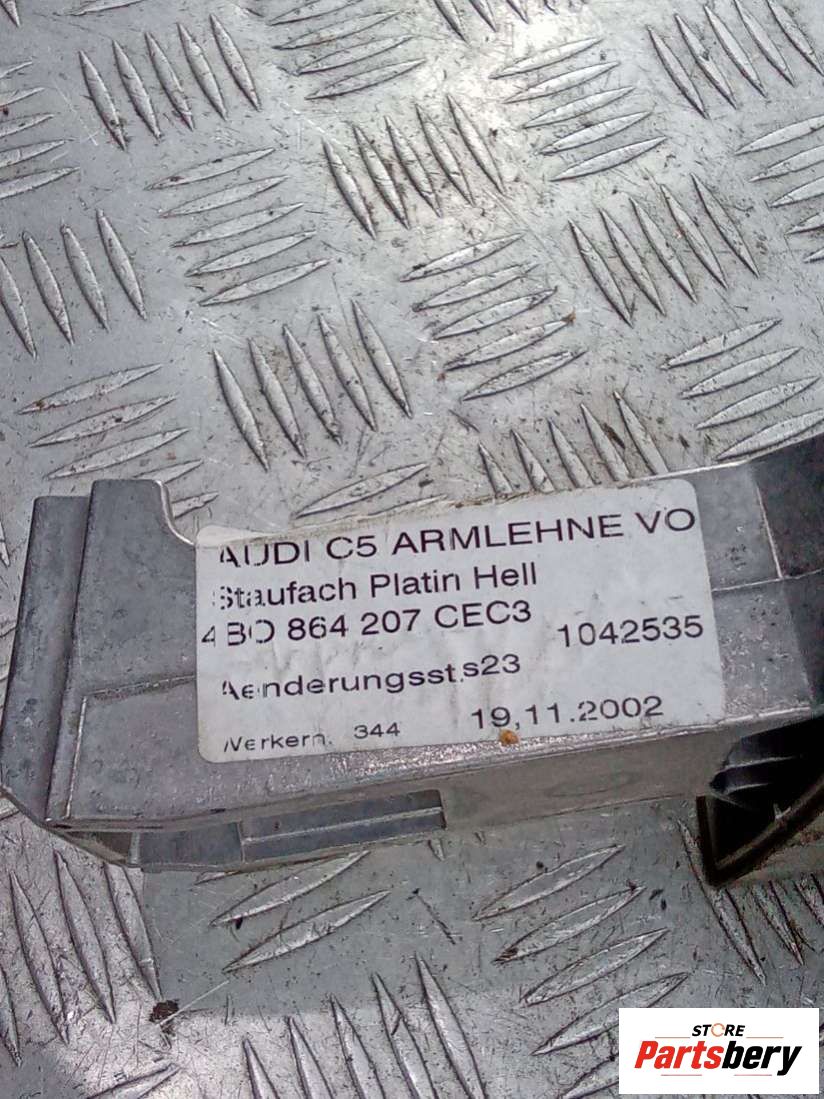 AUDI C5 ARMLEHNE VO
Staufach Platin Hell
4BO 864 207 CEC3
1042535
Aenderungsst.s23
Werkern. 344
19.11.2002
STORE
Partsbery